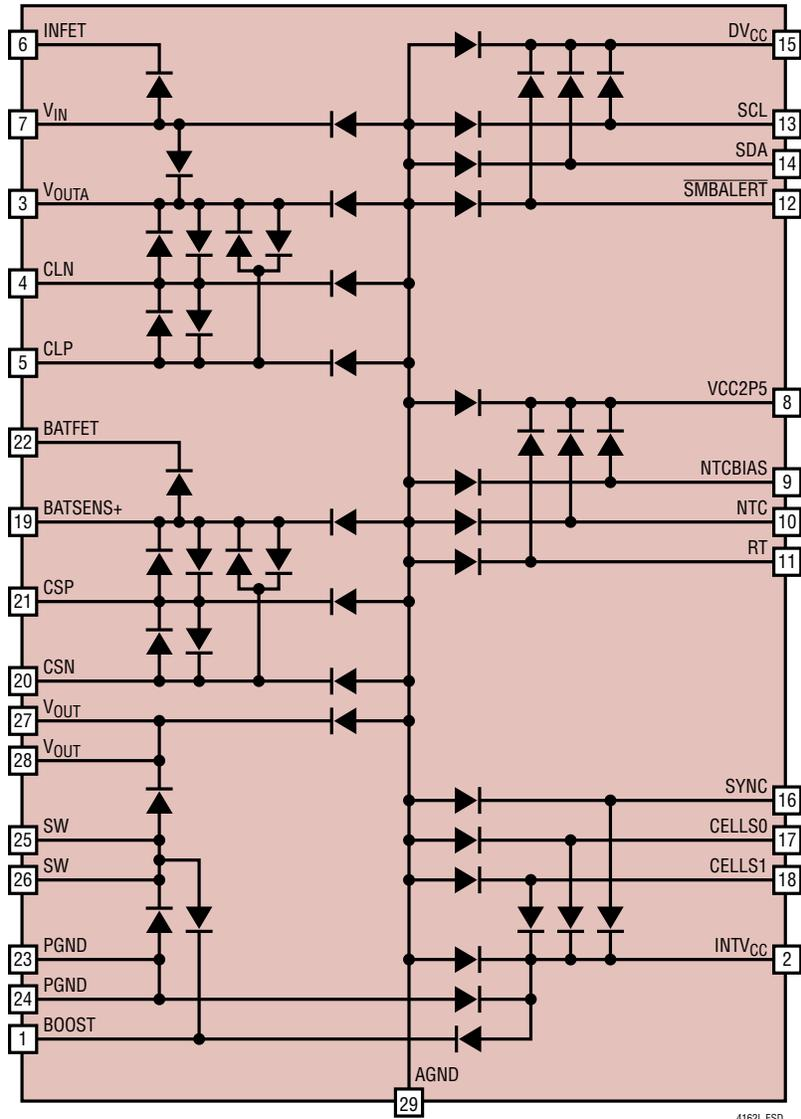 6 INFET
7 VIN
3 VOUTA
4 CLN
5 CLP
22 BATFET
19 BATSENS+
21 CSP
20 CSN
27 VOUT
28 VOUT
25 SW
26 SW
23 PGND
24 PGND
1 BOOST
DVCC 15
SCL 13
SDA 14
SMBALERT 12
VCC2P5 8
NTCBIAS 9
NTC 10
RT 11
SYNC 16
CELLS0 17
CELLS1 18
INTVCC 2
AGND
29
4162L ESD